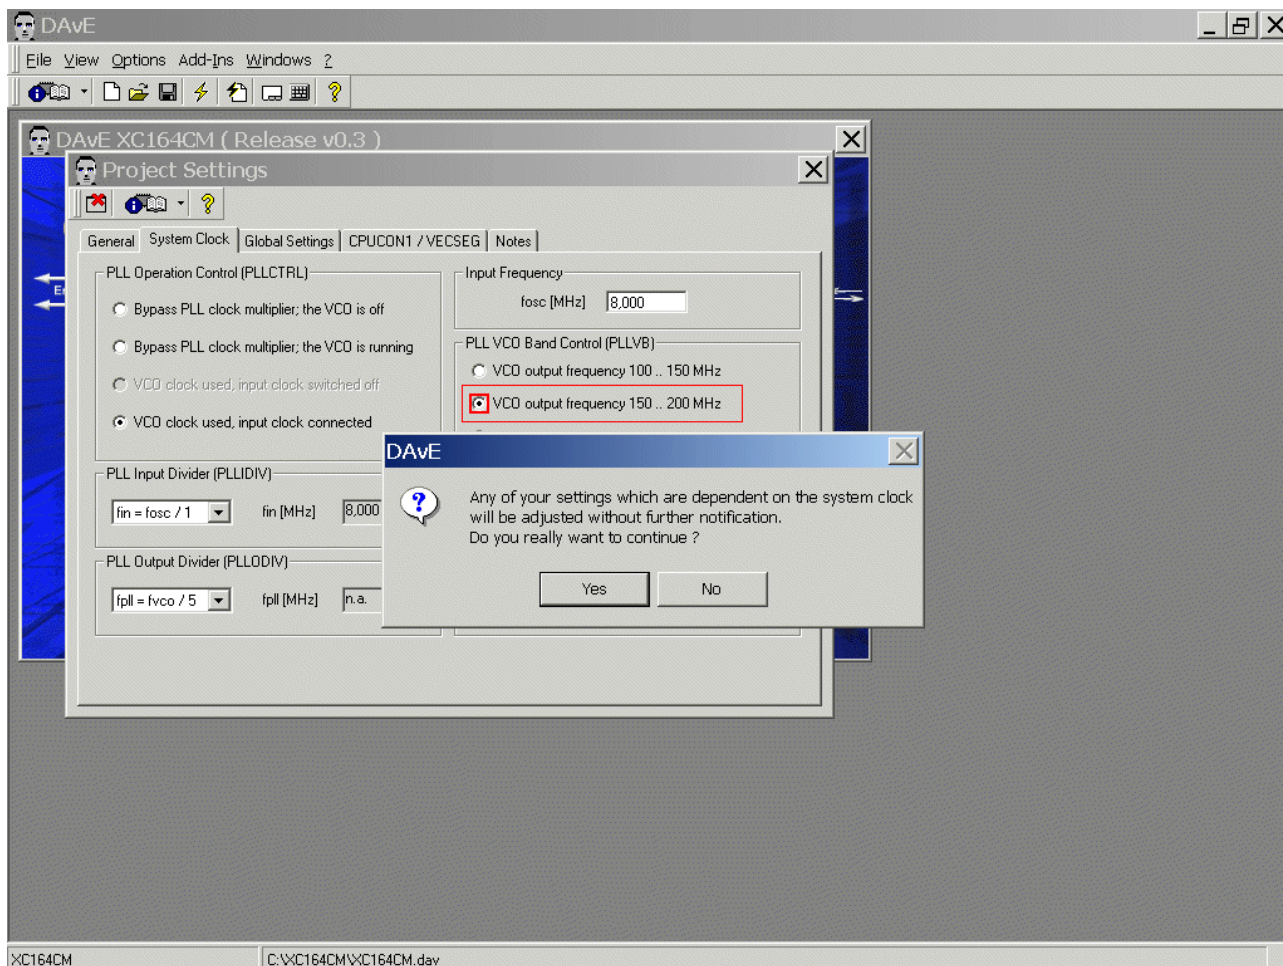 DAvE
File View Options Add-Ins Windows ?
DAvE XC164CM ( Release v0.3 )
Project Settings
General System Clock Global Settings CPUCON1 / VECSEG Notes
PLL Operation Control (PLLCTRL)
Bypass PLL clock multiplier; the VCO is off
Bypass PLL clock multiplier; the VCO is running
VCO clock used, input clock switched off
VCO clock used, input clock connected
Input Frequency
fosc [MHz] 8,000
PLL VCO Band Control (PLLVB)
VCO output frequency 100 .. 150 MHz
VCO output frequency 150 .. 200 MHz
PLL Input Divider (PLLIDIV)
fin = fosc / 1 fin [MHz] 8,000
PLL Output Divider (PLLODIV)
fpll = fvco / 5 fpll [MHz] n.a.
DAvE
Any of your settings which are dependent on the system clock
will be adjusted without further notification.
Do you really want to continue ?
Yes No
XC164CM C:\XC164CM\XC164CM.dav